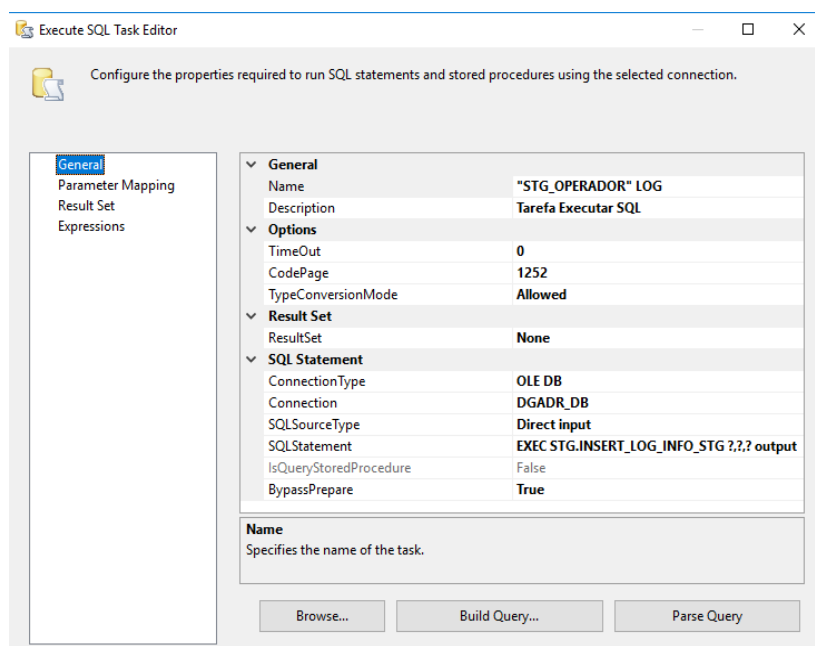 Execute SQL Task Editor
Configure the properties required to run SQL statements and stored procedures using the selected connection.
General
Parameter Mapping
Result Set
Expressions
General
Name "STG_OPERADOR" LOG
Description Tarefa Executar SQL
Options
TimeOut 0
CodePage 1252
TypeConversionMode Allowed
Result Set
ResultSet None
SQL Statement
ConnectionType OLE DB
Connection DGADR_DB
SQLSourceType Direct input
SQLStatement EXEC STG.INSERT_LOG_INFO_STG ?,?,? output
IsQueryStoredProcedure False
BypassPrepare True
Name
Specifies the name of the task.
Browse... Build Query... Parse Query